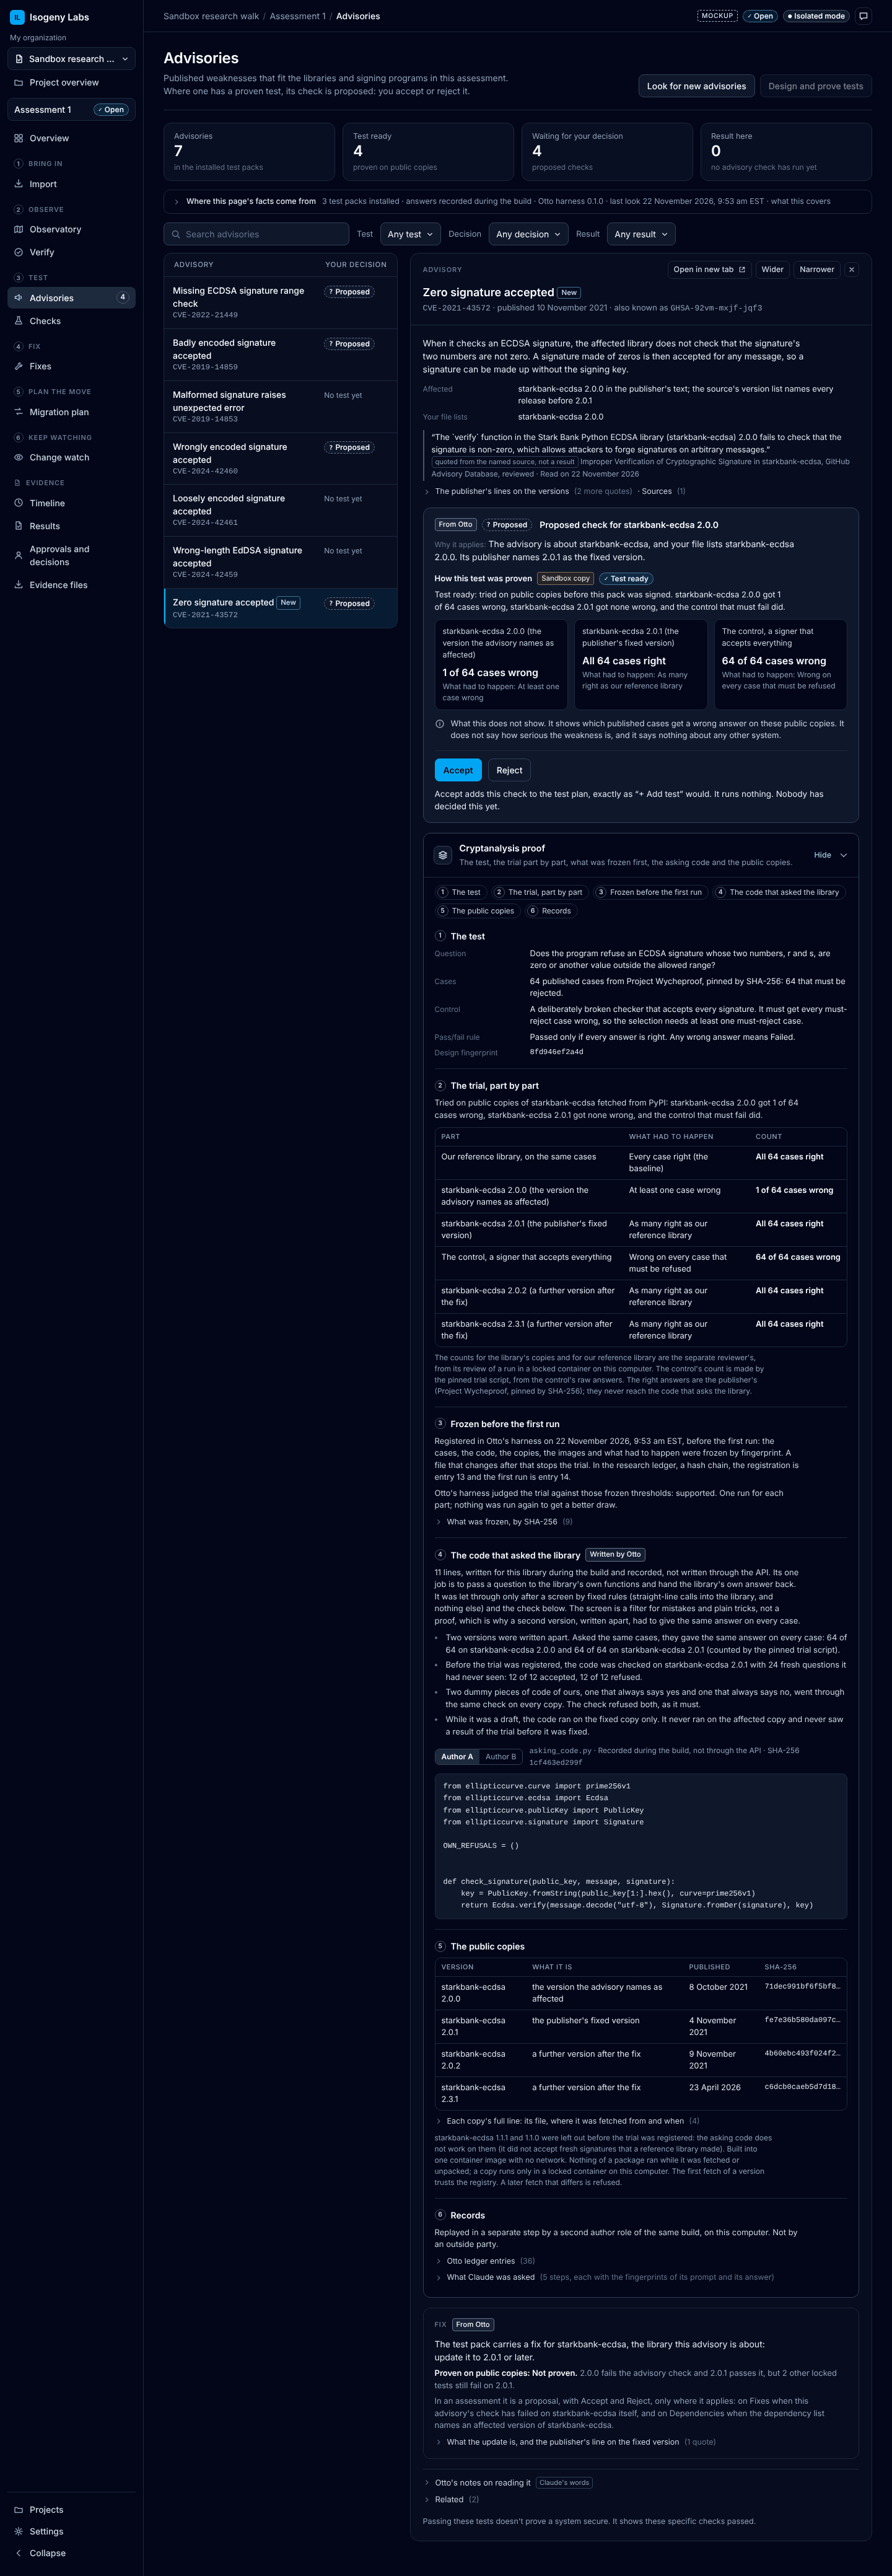 IL Isogeny Labs
My organization
Sandbox research ...
Project overview
Assessment 1 ✓ Open
Overview
1 BRING IN
Import
2 OBSERVE
Observatory
Verify
3 TEST
Advisories 4
Checks
4 FIX
Fixes
5 PLAN THE MOVE
Migration plan
6 KEEP WATCHING
Change watch
EVIDENCE
Timeline
Results
Approvals and
decisions
Evidence files
Projects
Settings
Collapse
Sandbox research walk / Assessment 1 / Advisories
MOCKUP ✓ Open Isolated mode
Advisories
Published weaknesses that fit the libraries and signing programs in this assessment.
Where one has a proven test, its check is proposed: you accept or reject it.
Look for new advisories Design and prove tests
Advisories
7
in the installed test packs
Test ready
4
proven on public copies
Waiting for your decision
4
proposed checks
Result here
0
no advisory check has run yet
Where this page's facts come from 3 test packs installed · answers recorded during the build · Otto harness 0.1.0 · last look 22 November 2026, 9:53 am EST · what this covers
Search advisories Test Any test Decision Any decision Result Any result
ADVISORY YOUR DECISION
Missing ECDSA signature range
check
CVE-2022-21449
? Proposed
Badly encoded signature
accepted
CVE-2019-14859
? Proposed
Malformed signature raises
unexpected error
CVE-2019-14853
No test yet
Wrongly encoded signature
accepted
CVE-2024-42460
? Proposed
Loosely encoded signature
accepted
CVE-2024-42461
No test yet
Wrong-length EdDSA signature
accepted
CVE-2024-42459
No test yet
Zero signature accepted New
CVE-2021-43572
? Proposed
ADVISORY Open in new tab Wider Narrower ×
Zero signature accepted New
CVE-2021-43572 · published 10 November 2021 · also known as GHSA-92vm-mxjf-jqf3
When it checks an ECDSA signature, the affected library does not check that the signature's
two numbers are not zero. A signature made of zeros is then accepted for any message, so a
signature can be made up without the signing key.
Affected starkbank-ecdsa 2.0.0 in the publisher's text; the source's version list names every
release before 2.0.1
Your file lists starkbank-ecdsa 2.0.0
"The `verify` function in the Stark Bank Python ECDSA library (starkbank-ecdsa) 2.0.0 fails to check that the
signature is non-zero, which allows attackers to forge signatures on arbitrary messages."
quoted from the named source, not a result Improper Verification of Cryptographic Signature in starkbank-ecdsa, GitHub
Advisory Database, reviewed · Read on 22 November 2026
The publisher's lines on the versions (2 more quotes) · Sources (1)
From Otto ? Proposed Proposed check for starkbank-ecdsa 2.0.0
Why it applies: The advisory is about starkbank-ecdsa, and your file lists starkbank-ecdsa
2.0.0. Its publisher names 2.0.1 as the fixed version.
How this test was proven Sandbox copy ✓ Test ready
Test ready: tried on public copies before this pack was signed. starkbank-ecdsa 2.0.0 got 1
of 64 cases wrong, starkbank-ecdsa 2.0.1 got none wrong, and the control that must fail did.
starkbank-ecdsa 2.0.0 (the
version the advisory names as
affected)
1 of 64 cases wrong
What had to happen: At least one
case wrong
starkbank-ecdsa 2.0.1 (the
publisher's fixed version)
All 64 cases right
What had to happen: As many
right as our reference library
The control, a signer that
accepts everything
64 of 64 cases wrong
What had to happen: Wrong on
every case that must be refused
What this does not show. It shows which published cases get a wrong answer on these public copies. It
does not say how serious the weakness is, and it says nothing about any other system.
Accept Reject
Accept adds this check to the test plan, exactly as "+ Add test" would. It runs nothing. Nobody has
decided this yet.
Cryptanalysis proof
The test, the trial part by part, what was frozen first, the asking code and the public copies.
Hide
1 The test 2 The trial, part by part 3 Frozen before the first run 4 The code that asked the library
5 The public copies 6 Records
1 The test
Question Does the program refuse an ECDSA signature whose two numbers, r and s, are
zero or another value outside the allowed range?
Cases 64 published cases from Project Wycheproof, pinned by SHA-256: 64 that must be
rejected.
Control A deliberately broken checker that accepts every signature. It must get every must-
reject case wrong, so the selection needs at least one must-reject case.
Pass/fail rule Passed only if every answer is right. Any wrong answer means Failed.
Design fingerprint 8fd946ef2a4d
2 The trial, part by part
Tried on public copies of starkbank-ecdsa fetched from PyPI: starkbank-ecdsa 2.0.0 got 1 of 64
cases wrong, starkbank-ecdsa 2.0.1 got none wrong, and the control that must fail did.
PART WHAT HAD TO HAPPEN COUNT
Our reference library, on the same cases Every case right (the
baseline) All 64 cases right
starkbank-ecdsa 2.0.0 (the version the
advisory names as affected) At least one case wrong 1 of 64 cases wrong
starkbank-ecdsa 2.0.1 (the publisher's fixed
version) As many right as our
reference library All 64 cases right
The control, a signer that accepts everything Wrong on every case that
must be refused 64 of 64 cases wrong
starkbank-ecdsa 2.0.2 (a further version after
the fix) As many right as our
reference library All 64 cases right
starkbank-ecdsa 2.3.1 (a further version after
the fix) As many right as our
reference library All 64 cases right
The counts for the library's copies and for our reference library are the separate reviewer's,
from its review of a run in a locked container on this computer. The control's count is made by
the pinned trial script, from the control's raw answers. The right answers are the publisher's
(Project Wycheproof, pinned by SHA-256); they never reach the code that asks the library.
3 Frozen before the first run
Registered in Otto's harness on 22 November 2026, 9:53 am EST, before the first run: the
cases, the code, the copies, the images and what had to happen were frozen by fingerprint. A
file that changes after that stops the trial. In the research ledger, a hash chain, the registration is
entry 13 and the first run is entry 14.
Otto's harness judged the trial against those frozen thresholds: supported. One run for each
part; nothing was run again to get a better draw.
What was frozen, by SHA-256 (9)
4 The code that asked the library Written by Otto
11 lines, written for this library during the build and recorded, not written through the API. Its one
job is to pass a question to the library's own functions and hand the library's own answer back.
It was let through only after a screen by fixed rules (straight-line calls into the library, and
nothing else) and the check below. The screen is a filter for mistakes and plain tricks, not a
proof, which is why a second version, written apart, had to give the same answer on every case.
• Two versions were written apart. Asked the same cases, they gave the same answer on every case: 64 of
64 on starkbank-ecdsa 2.0.0 and 64 of 64 on starkbank-ecdsa 2.0.1 (counted by the pinned trial script).
• Before the trial was registered, the code was checked on starkbank-ecdsa 2.0.1 with 24 fresh questions it
had never seen: 12 of 12 accepted, 12 of 12 refused.
• Two dummy pieces of code of ours, one that always says yes and one that always says no, went through
the same check on every copy. The check refused both, as it must.
• While it was a draft, the code ran on the fixed copy only. It never ran on the affected copy and never saw
a result of the trial before it was fixed.
Author A Author B asking_code.py · Recorded during the build, not through the API · SHA-256
1cf463ed299f
from ellipticcurve.curve import prime256v1
from ellipticcurve.ecdsa import Ecdsa
from ellipticcurve.publicKey import PublicKey
from ellipticcurve.signature import Signature
OWN_REFUSALS = ()
def check_signature(public_key, message, signature):
key = PublicKey.fromString(public_key[1:].hex(), curve=prime256v1)
return Ecdsa.verify(message.decode("utf-8"), Signature.fromDer(signature), key)
5 The public copies
VERSION WHAT IT IS PUBLISHED SHA-256
starkbank-ecdsa
2.0.0 the version the advisory names as
affected 8 October 2021 71dec991bf6f5bf8…
starkbank-ecdsa
2.0.1 the publisher's fixed version 4 November
2021 fe7e36b580da097c…
starkbank-ecdsa
2.0.2 a further version after the fix 9 November
2021 4b60ebc493f024f2…
starkbank-ecdsa
2.3.1 a further version after the fix 23 April 2026 c6dcb0caeb5d7d18…
Each copy's full line: its file, where it was fetched from and when (4)
starkbank-ecdsa 1.1.1 and 1.1.0 were left out before the trial was registered: the asking code does
not work on them (it did not accept fresh signatures that a reference library made). Built into
one container image with no network. Nothing of a package ran while it was fetched or
unpacked; a copy runs only in a locked container on this computer. The first fetch of a version
trusts the registry. A later fetch that differs is refused.
6 Records
Replayed in a separate step by a second author role of the same build, on this computer. Not by
an outside party.
Otto ledger entries (36)
What Claude was asked (5 steps, each with the fingerprints of its prompt and its answer)
FIX From Otto
The test pack carries a fix for starkbank-ecdsa, the library this advisory is about:
update it to 2.0.1 or later.
Proven on public copies: Not proven. 2.0.0 fails the advisory check and 2.0.1 passes it, but 2 other locked
tests still fail on 2.0.1.
In an assessment it is a proposal, with Accept and Reject, only where it applies: on Fixes when this
advisory's check has failed on starkbank-ecdsa itself, and on Dependencies when the dependency list
names an affected version of starkbank-ecdsa.
What the update is, and the publisher's line on the fixed version (1 quote)
Otto's notes on reading it Claude's words
Related (2)
Passing these tests doesn't prove a system secure. It shows these specific checks passed.